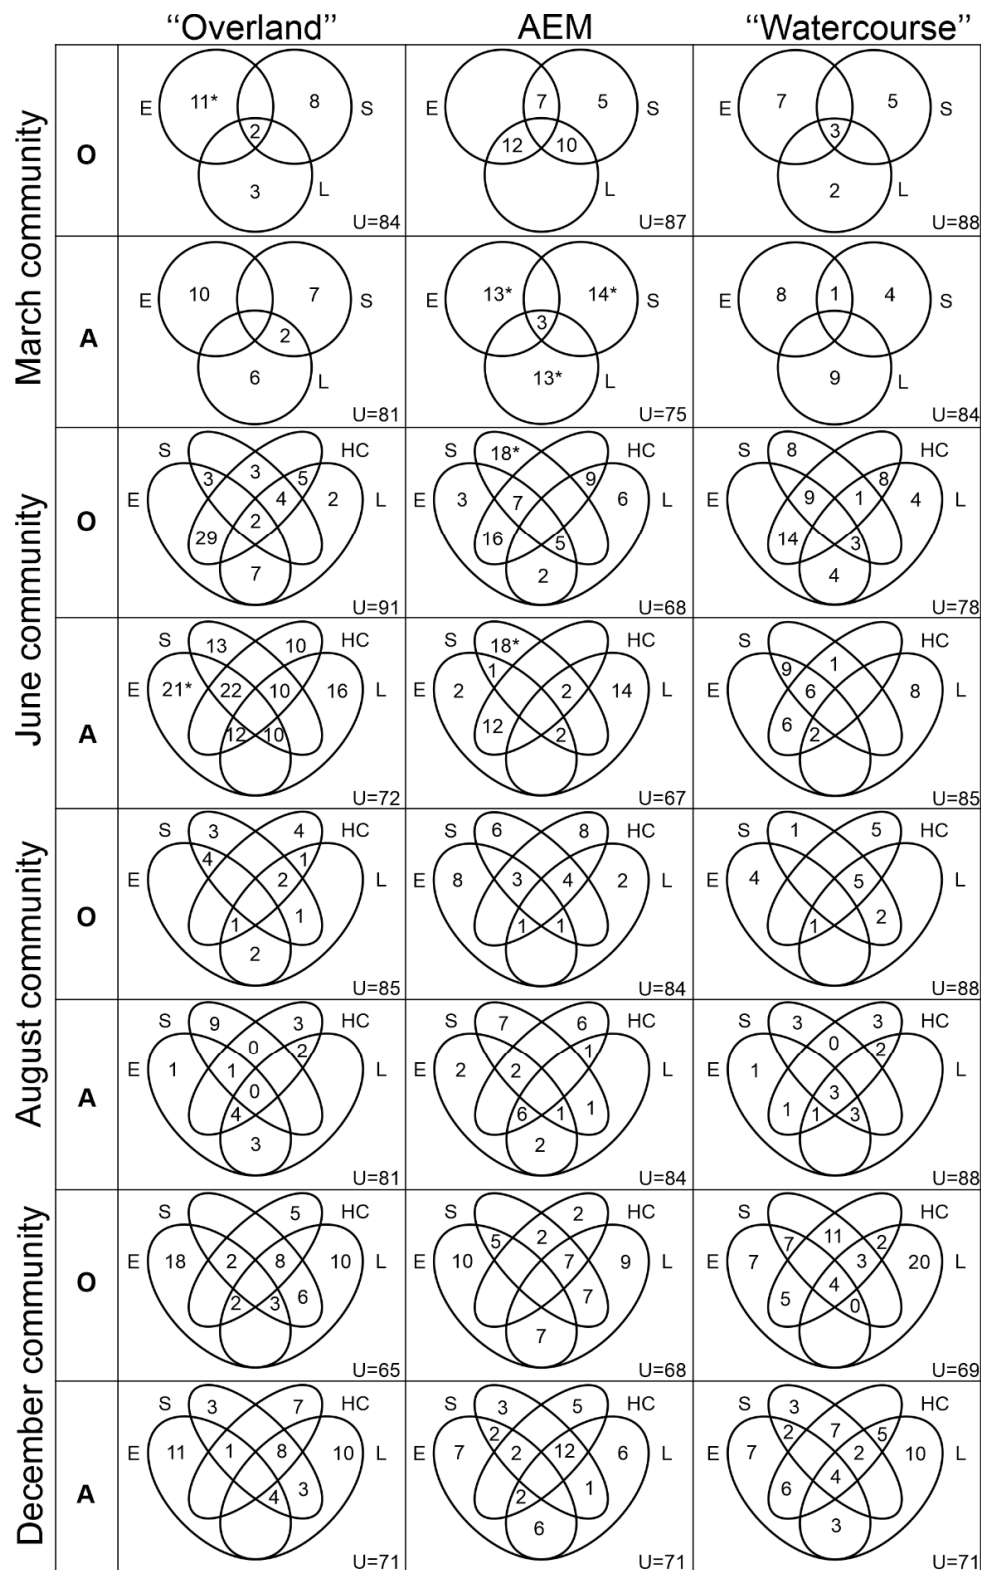 “Overland” AEM “Watercourse”
March community
O
E 11* 8 S
2
3 L
U=84
E 7 5 S
12 10
L
U=87
E 7 5 S
3
2 L
U=88
A
E 10 7 S
2
6 L
U=81
E 13* 14* S
3
13* L
U=75
E 8 1 4 S
9 L
U=84
June community
O
S HC
3 3 5
E 4 2 L
2
29
7
U=91
S 18* HC
9
E 3 7 6 L
16 5
2
U=68
S 8 HC
8
E 9 1 4 L
14 3
4
U=78
A
S 13 10 HC
E 21* 22 10 16 L
12 10
U=72
S 18* HC
1
E 2 2 14 L
12 2
U=67
S HC
9 1
E 6 8 L
6 2
U=85
August community
O
S 3 4 HC
4 1
E 2 L
1 1
2
U=85
S 6 8 HC
E 8 3 4 2 L
1 1
U=84
S 1 5 HC
E 4 5 L
1 2
U=88
A
S 9 3 HC
0 2
E 1 1 L
0
4
3
U=81
S 7 6 HC
1
E 2 2 L
6 1 1
2
U=84
S 3 3 HC
0 2
E 1 L
3
1 1 3
U=88
December community
O
S 5 HC
E 18 2 8 10 L
2 3 6
U=65
S 2 HC
5 2
E 10 7 9 L
7
7
U=68
S HC
7 11 2
E 7 3 20 L
4
5 0
U=69
A
S 3 7 HC
E 11 1 8 10 L
4 3
U=71
S 3 5 HC
2
E 7 2 12 6 L
2 1
6
U=71
S 3 HC
2 7 5
E 7 2 10 L
4
6
3
U=71